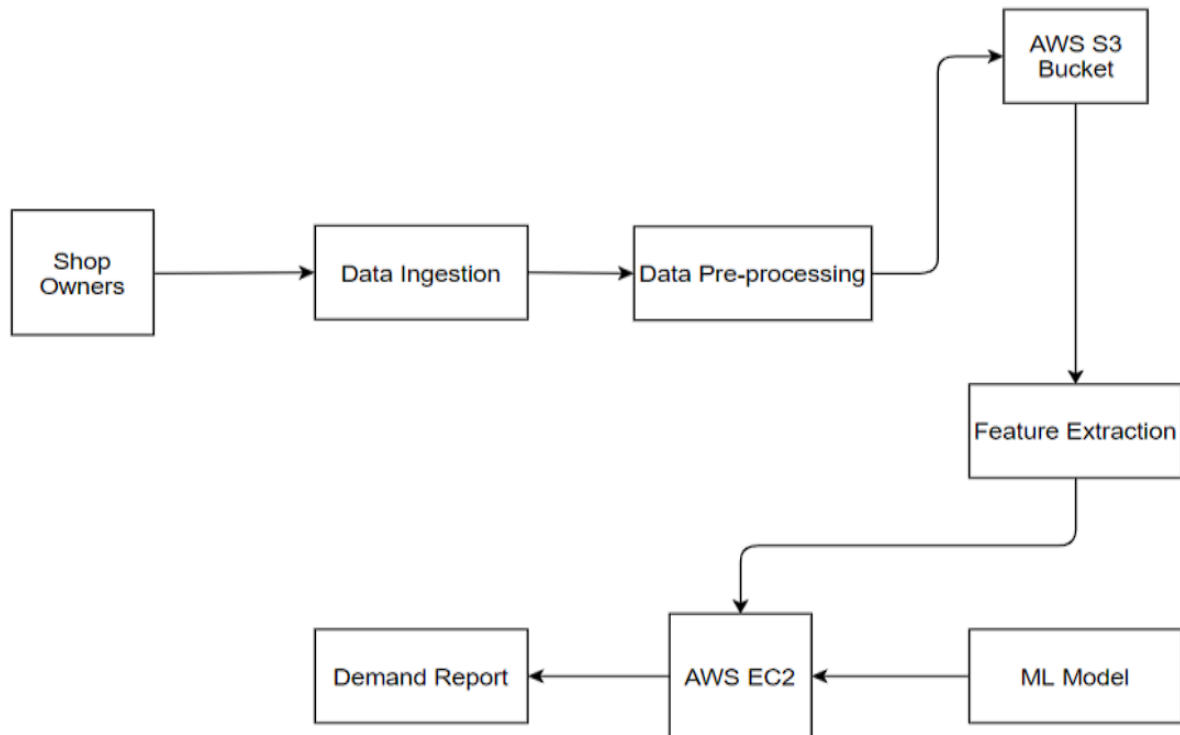 AWS S3
Bucket
Shop
Owners
Data Ingestion
Data Pre-processing
Feature Extraction
Demand Report
AWS EC2
ML Model